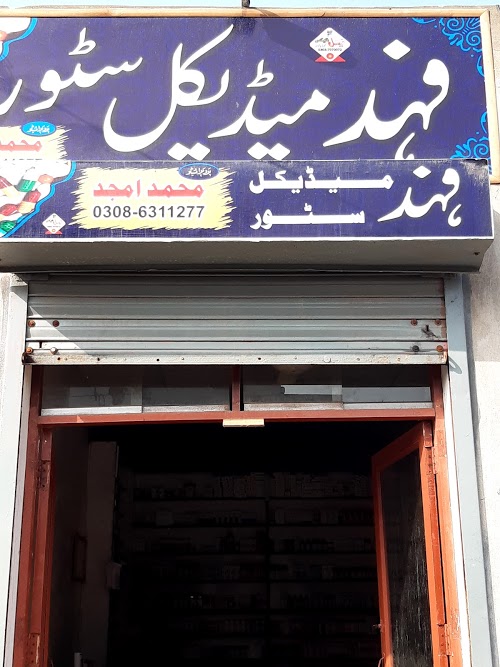 فہد میڈیکل سٹور
فہد میڈیکل سٹور
محمد امجد
0308-6311277